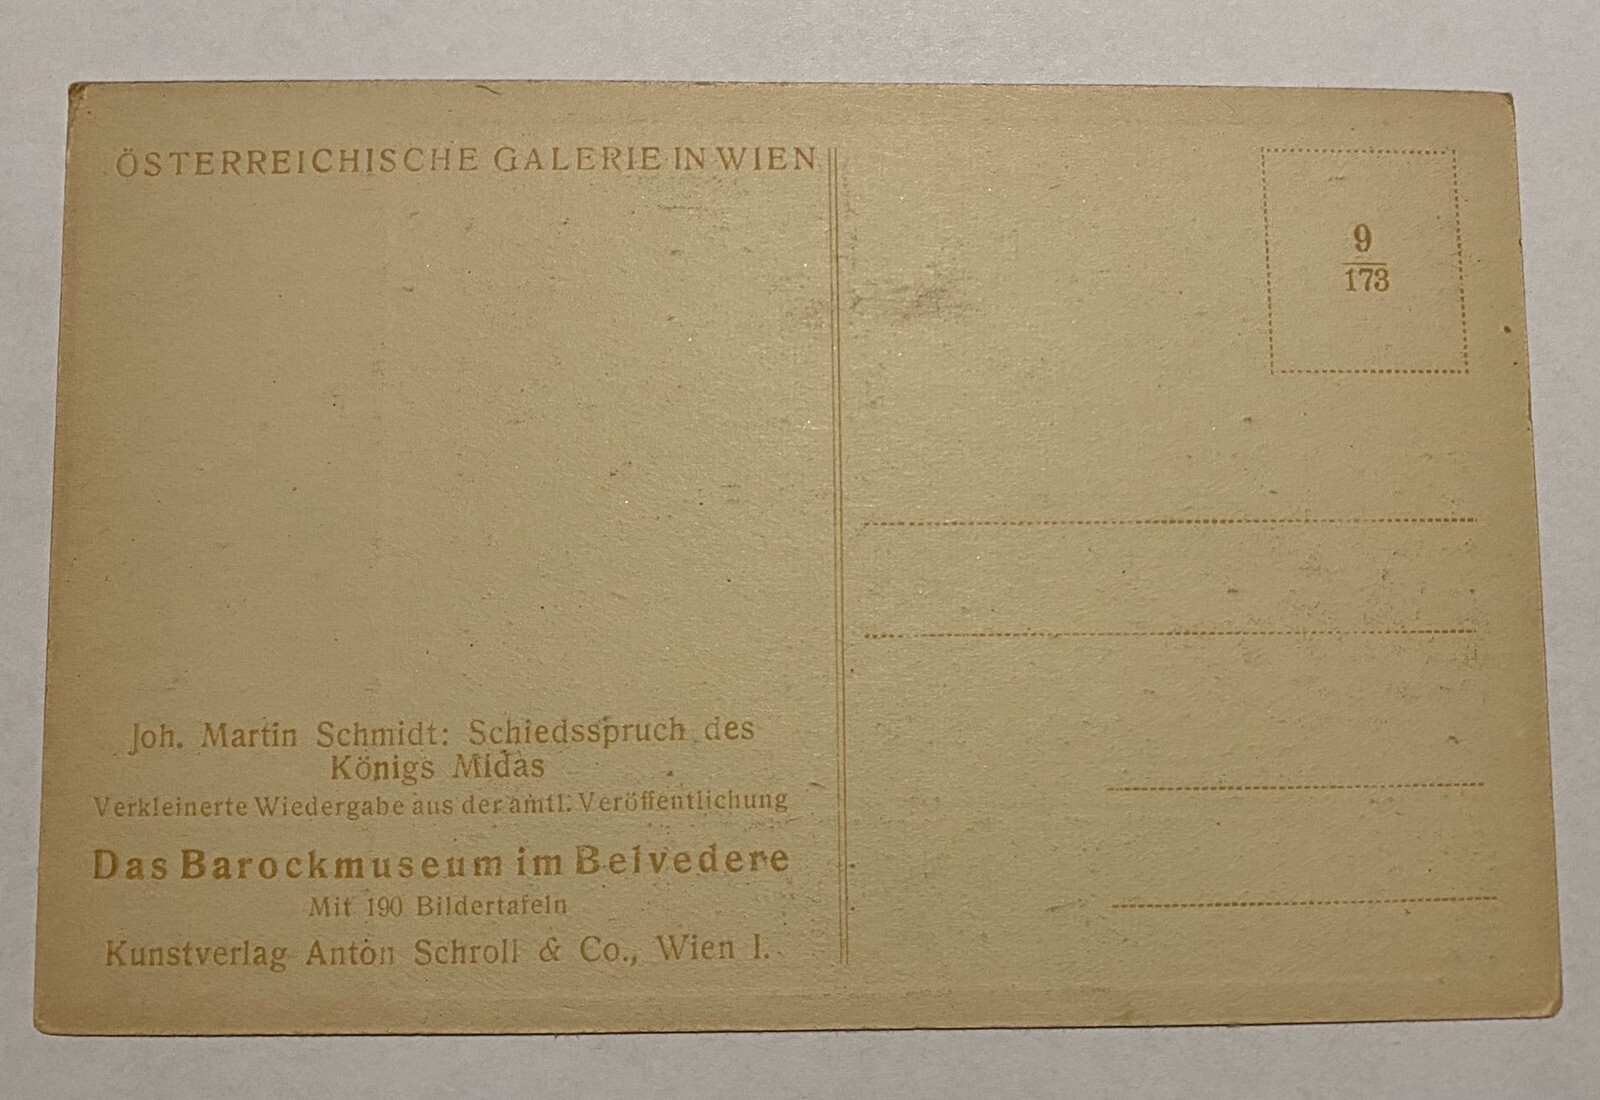 ÖSTERREICHISCHE GALERIE IN WIEN
9
173
Joh. Martin Schmidt: Schiedsspruch des
Königs Midas
Verkleinerte Wiedergabe aus der amtl. Veröffentlichung
Das Barockmuseum im Belvedere
Mit 190 Bildertafeln
Kunstverlag Anton Schroll & Co., Wien I.